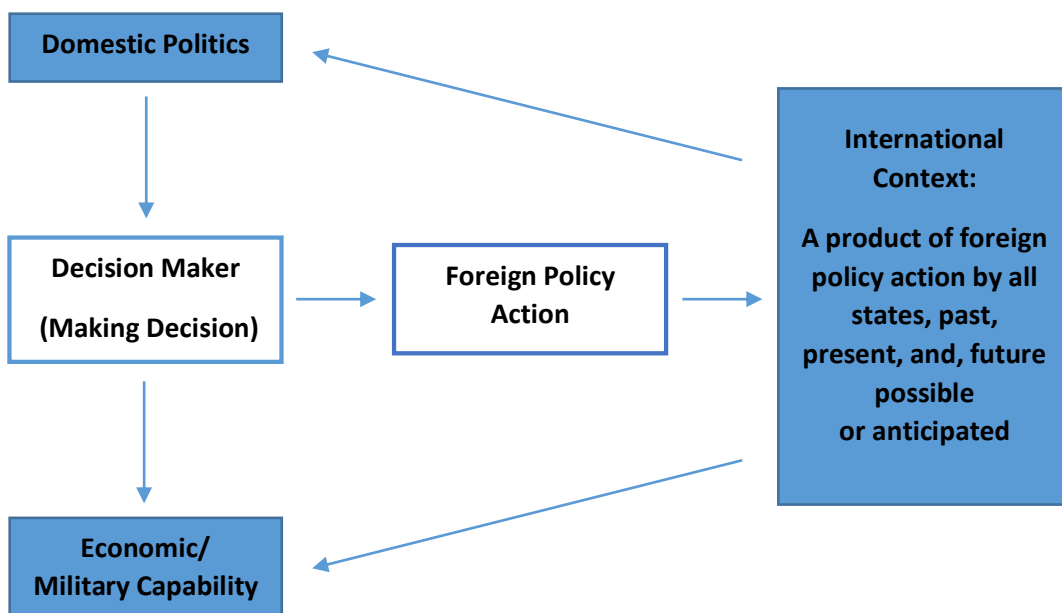 Domestic Politics
Decision Maker
(Making Decision)
Foreign Policy
Action
International
Context:
A product of foreign
policy action by all
states, past,
present, and, future
possible
or anticipated
Economic/
Military Capability